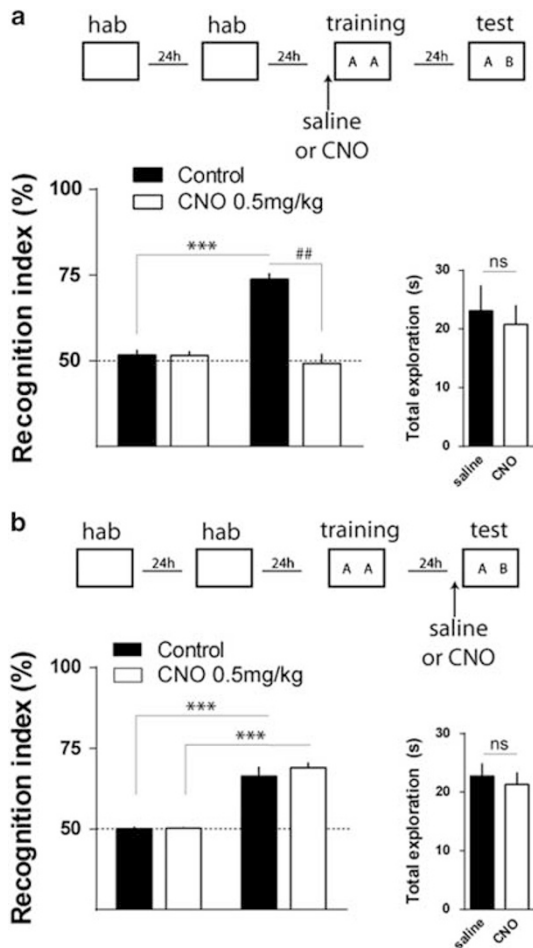 a
hab hab training test
24h 24h A A 24h A B
saline
or CNO
Control
CNO 0.5mg/kg
Recognition index (%)
100
75
50
***
##
Total exploration (s)
30
20
10
0
ns
saline CNO
b
hab hab training test
24h 24h A A 24h A B
saline
or CNO
Control
CNO 0.5mg/kg
Recognition index (%)
100
75
50
***
***
Total exploration (s)
30
20
10
0
ns
saline CNO